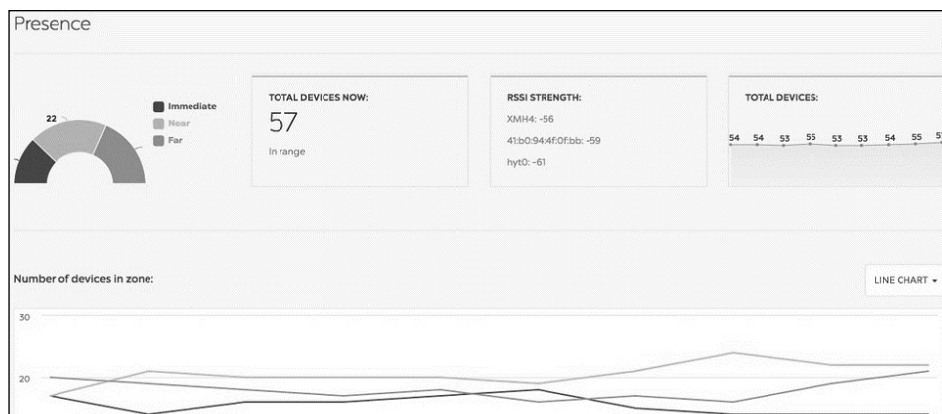 Presence
22
Immediate
Near
Far
TOTAL DEVICES NOW:
57
In range
RSSI STRENGTH:
XMH4: -56
41:b0:94:4f:0f:bb: -59
hyt0: -61
TOTAL DEVICES:
54 54 53 55 53 53 54 55
Number of devices in zone:
LINE CHART
30
20